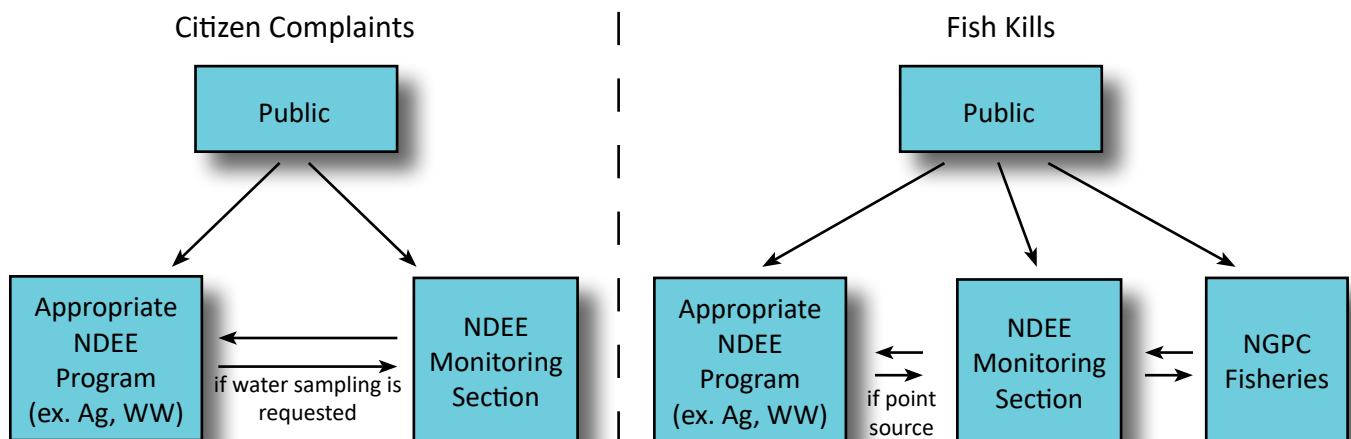 Citizen Complaints
Public
Appropriate
NDEE
Program
(ex. Ag, WW)
if water sampling is
requested
NDEE
Monitoring
Section
Fish Kills
Public
Appropriate
NDEE
Program
(ex. Ag, WW)
if point
source
NDEE
Monitoring
Section
NGPC
Fisheries